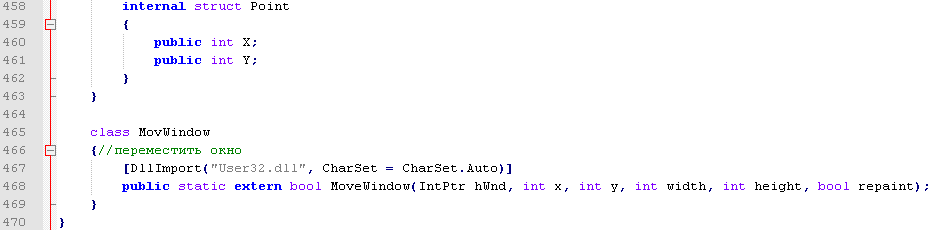 458 internal struct Point
459 {
460 public int X;
461 public int Y;
462 }
463 }
464
465 class MovWindow
466 {//переместить окно
467 [DllImport("User32.dll", CharSet = CharSet.Auto)]
468 public static extern bool MoveWindow(IntPtr hWnd, int x, int y, int width, int height, bool repaint);
469 }
470 }